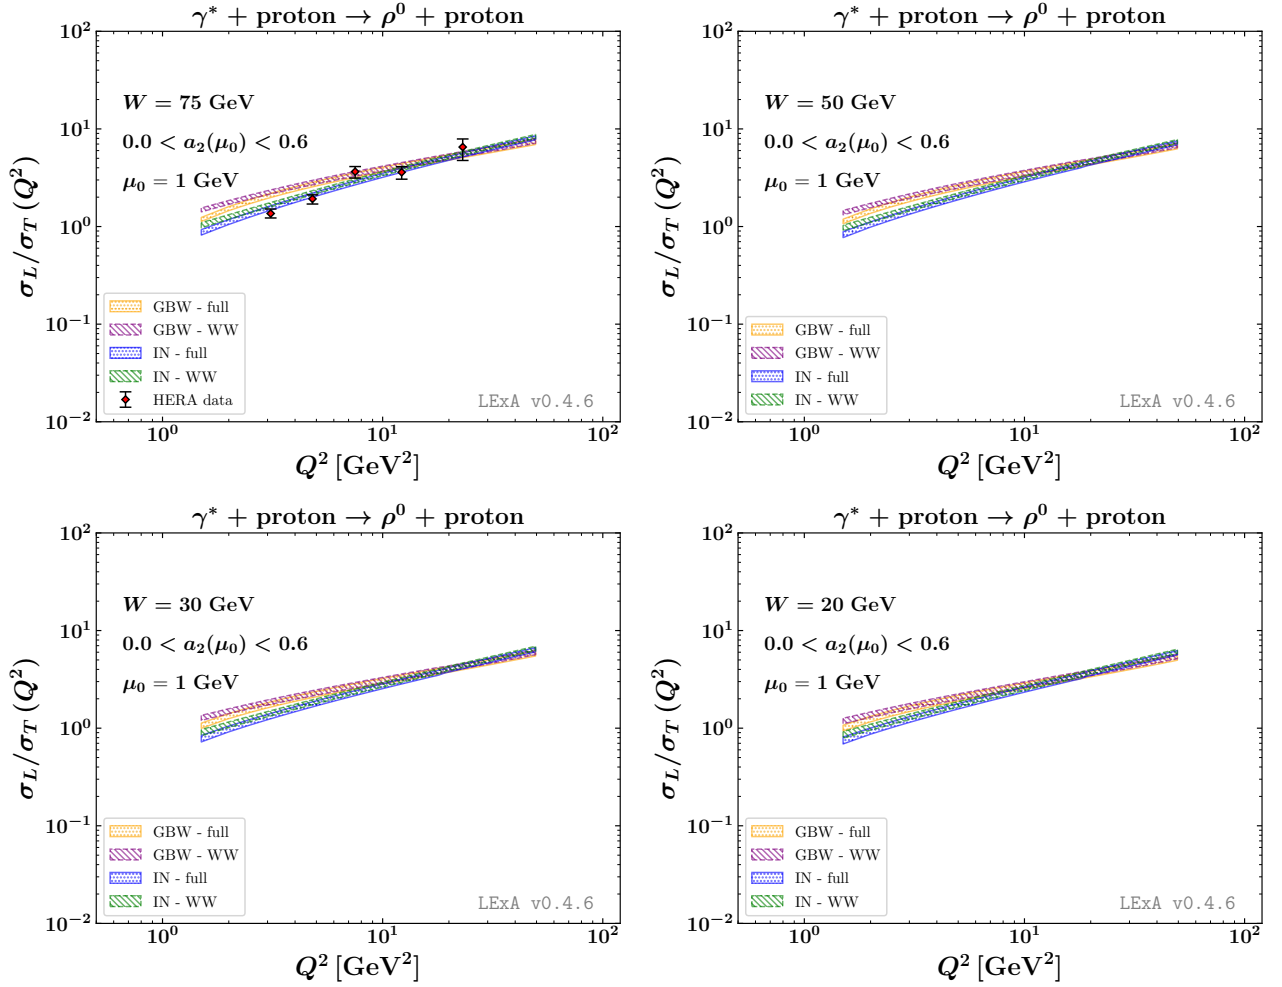 γ* + proton → ρ⁰ + proton
σ_L/σ_T (Q²)
10²
10¹
10⁰
10⁻¹
10⁻²
W = 75 GeV
0.0 < a₂(μ₀) < 0.6
μ₀ = 1 GeV
GBW - full
GBW - WW
IN - full
IN - WW
HERA data
LExA v0.4.6
10⁰ 10¹ 10²
Q² [GeV²]
γ* + proton → ρ⁰ + proton
σ_L/σ_T (Q²)
10²
10¹
10⁰
10⁻¹
10⁻²
W = 50 GeV
0.0 < a₂(μ₀) < 0.6
μ₀ = 1 GeV
GBW - full
GBW - WW
IN - full
IN - WW
LExA v0.4.6
10⁰ 10¹ 10²
Q² [GeV²]
γ* + proton → ρ⁰ + proton
σ_L/σ_T (Q²)
10²
10¹
10⁰
10⁻¹
10⁻²
W = 30 GeV
0.0 < a₂(μ₀) < 0.6
μ₀ = 1 GeV
GBW - full
GBW - WW
IN - full
IN - WW
LExA v0.4.6
10⁰ 10¹ 10²
Q² [GeV²]
γ* + proton → ρ⁰ + proton
σ_L/σ_T (Q²)
10²
10¹
10⁰
10⁻¹
10⁻²
W = 20 GeV
0.0 < a₂(μ₀) < 0.6
μ₀ = 1 GeV
GBW - full
GBW - WW
IN - full
IN - WW
LExA v0.4.6
10⁰ 10¹ 10²
Q² [GeV²]